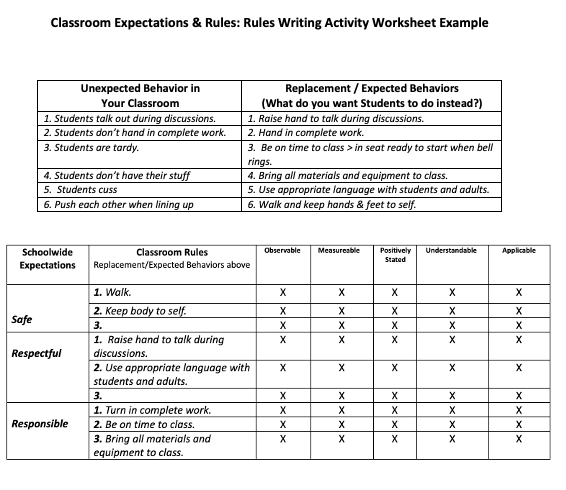 Classroom Expectations & Rules: Rules Writing Activity Worksheet Example
Unexpected Behavior in
Your Classroom
Replacement / Expected Behaviors
(What do you want Students to do instead?)
1. Students talk out during discussions.
1. Raise hand to talk during discussions.
2. Students don't hand in complete work.
2. Hand in complete work.
3. Students are tardy.
3. Be on time to class > in seat ready to start when bell
rings.
4. Students don't have their stuff
4. Bring all materials and equipment to class.
5. Students cuss
5. Use appropriate language with students and adults.
6. Push each other when lining up
6. Walk and keep hands & feet to self.
Schoolwide
Expectations
Classroom Rules
Replacement/Expected Behaviors above
Observable
Measureable
Positively
Stated
Understandable
Applicable
Safe
1. Walk.
X X X X X
2. Keep body to self.
X X X X X
3.
X X X X X
Respectful
1. Raise hand to talk during
discussions.
X X X X X
2. Use appropriate language with
students and adults.
X X X X X
3.
X X X X X
Responsible
1. Turn in complete work.
X X X X X
2. Be on time to class.
X X X X X
3. Bring all materials and
equipment to class.
X X X X X